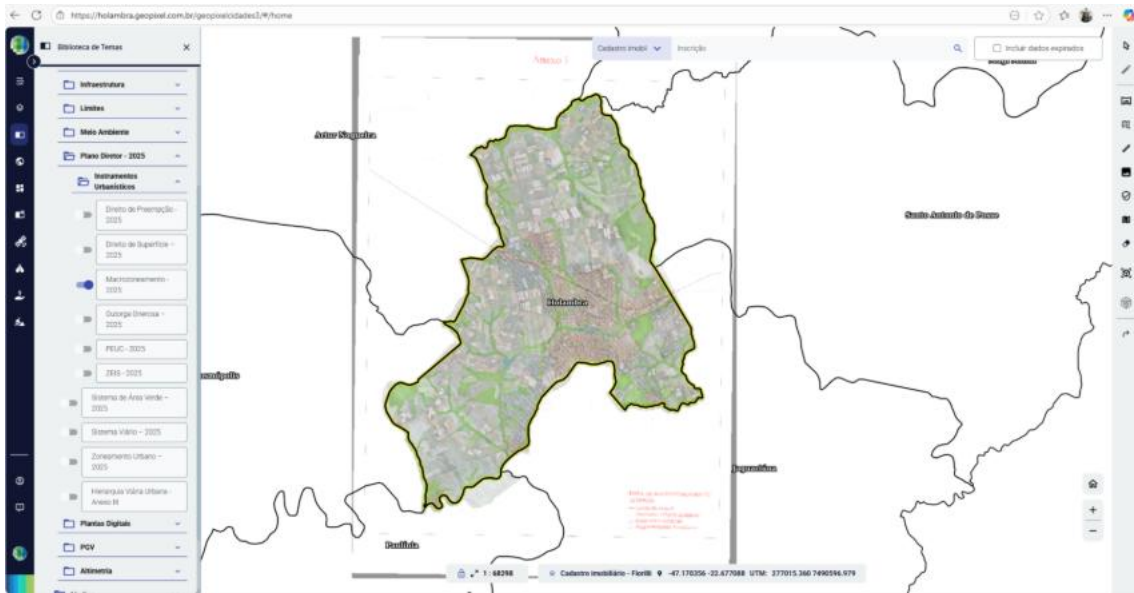 https://holambra.geopixel.com.br/geopixelcidades3/#/home
Biblioteca de Temas
Cadastro imobi
Inscrição
Incluir dados expirados
Infraestrutura
Limites
Meio Ambiente
Plano Diretor - 2025
Instrumentos
Urbanísticos
Direito de Preempção -
2025
Direito de Superfície -
2025
Macrozoneamento -
2025
Outorga Onerosa -
2025
PEUC - 2025
ZEIS - 2025
Sistema de Área Verde -
2025
Sistema Viário - 2025
Zoneamento Urbano -
2025
Hierarquia Viária Urbana -
Anexo III
Plantas Digitais
PGV
Altimetria
Artur Nogueira
Santo Antonio de Posse
Holambra
Jaguariúna
Paulínia
1 : 68298
Cadastro Imobiliário - Fiorilli
-47.170356 -22.677088 UTM: 277015.360 7490596.979